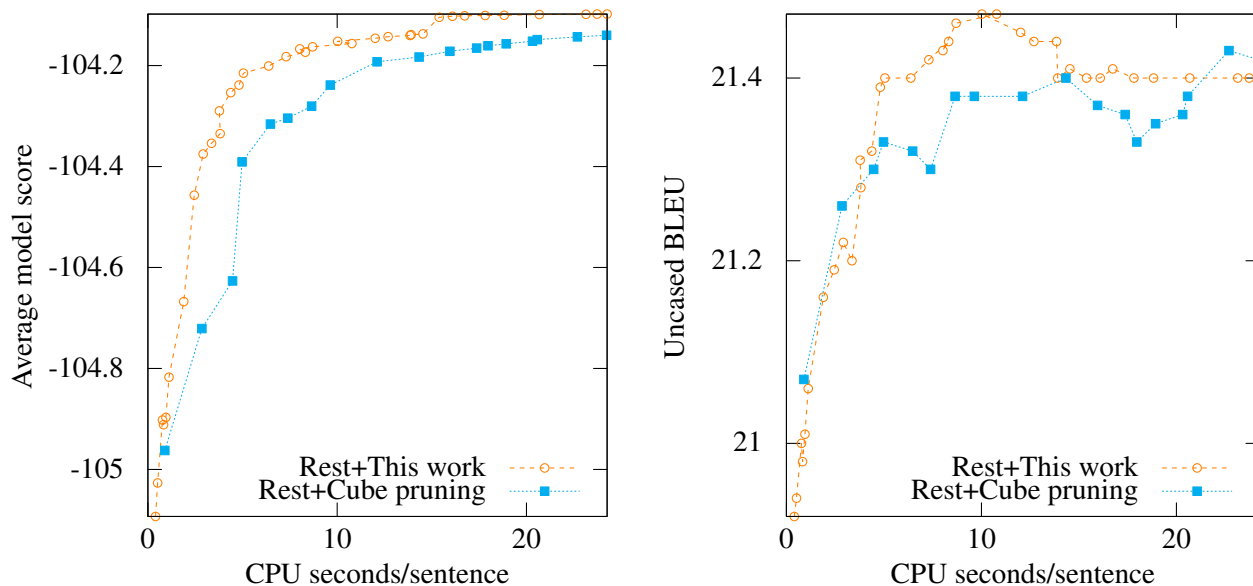 -104.2
-104.4
-104.6
-104.8
-105
0
10
20
Average model score
CPU seconds/sentence
Rest+This work
Rest+Cube pruning
21.4
21.2
21
0
10
20
Uncased BLEU
CPU seconds/sentence
Rest+This work
Rest+Cube pruning